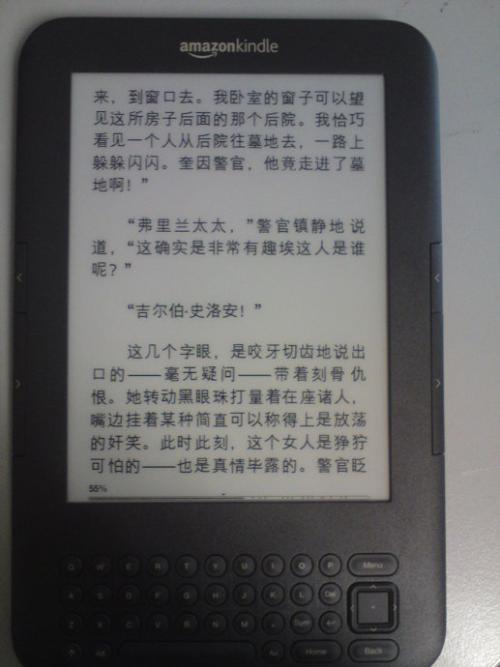 amazonkindle
来，到窗口去。我卧室的窗子可以望
见这所房子后面的那个后院。我恰巧
看见一个人从后院往墓地去，一路上
躲躲闪闪。奎因警官，他竟走进了墓
地啊！”
“弗里兰太太，”警官镇静地说
道，“这确实是非常有趣埃这人是谁
呢？”
“吉尔伯·史洛安！”
这几个字眼，是咬牙切齿地说出
口的——毫无疑问——带着刻骨仇
恨。她转动黑眼珠打量着在座诸人，
嘴边挂着某种简直可以称得上是放荡
的奸笑。此时此刻，这个女人是狰狞
可怕的——也是真情毕露的。警官眨
55%
Q W E R T Y U I O P Menu
A S D F G H J K L Del
Z X C V B N M . Sym
Alt Aa Home Back